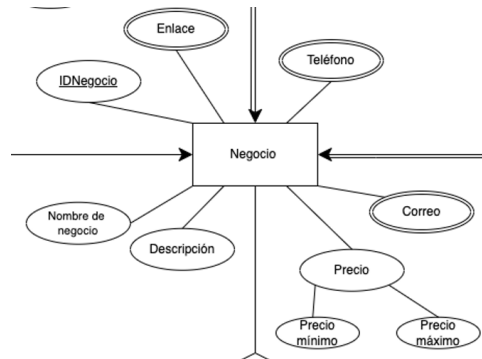 Enlace
Teléfono
IDNegocio
Negocio
Nombre de
negocio
Descripción
Correo
Precio
Precio
mínimo
Precio
máximo